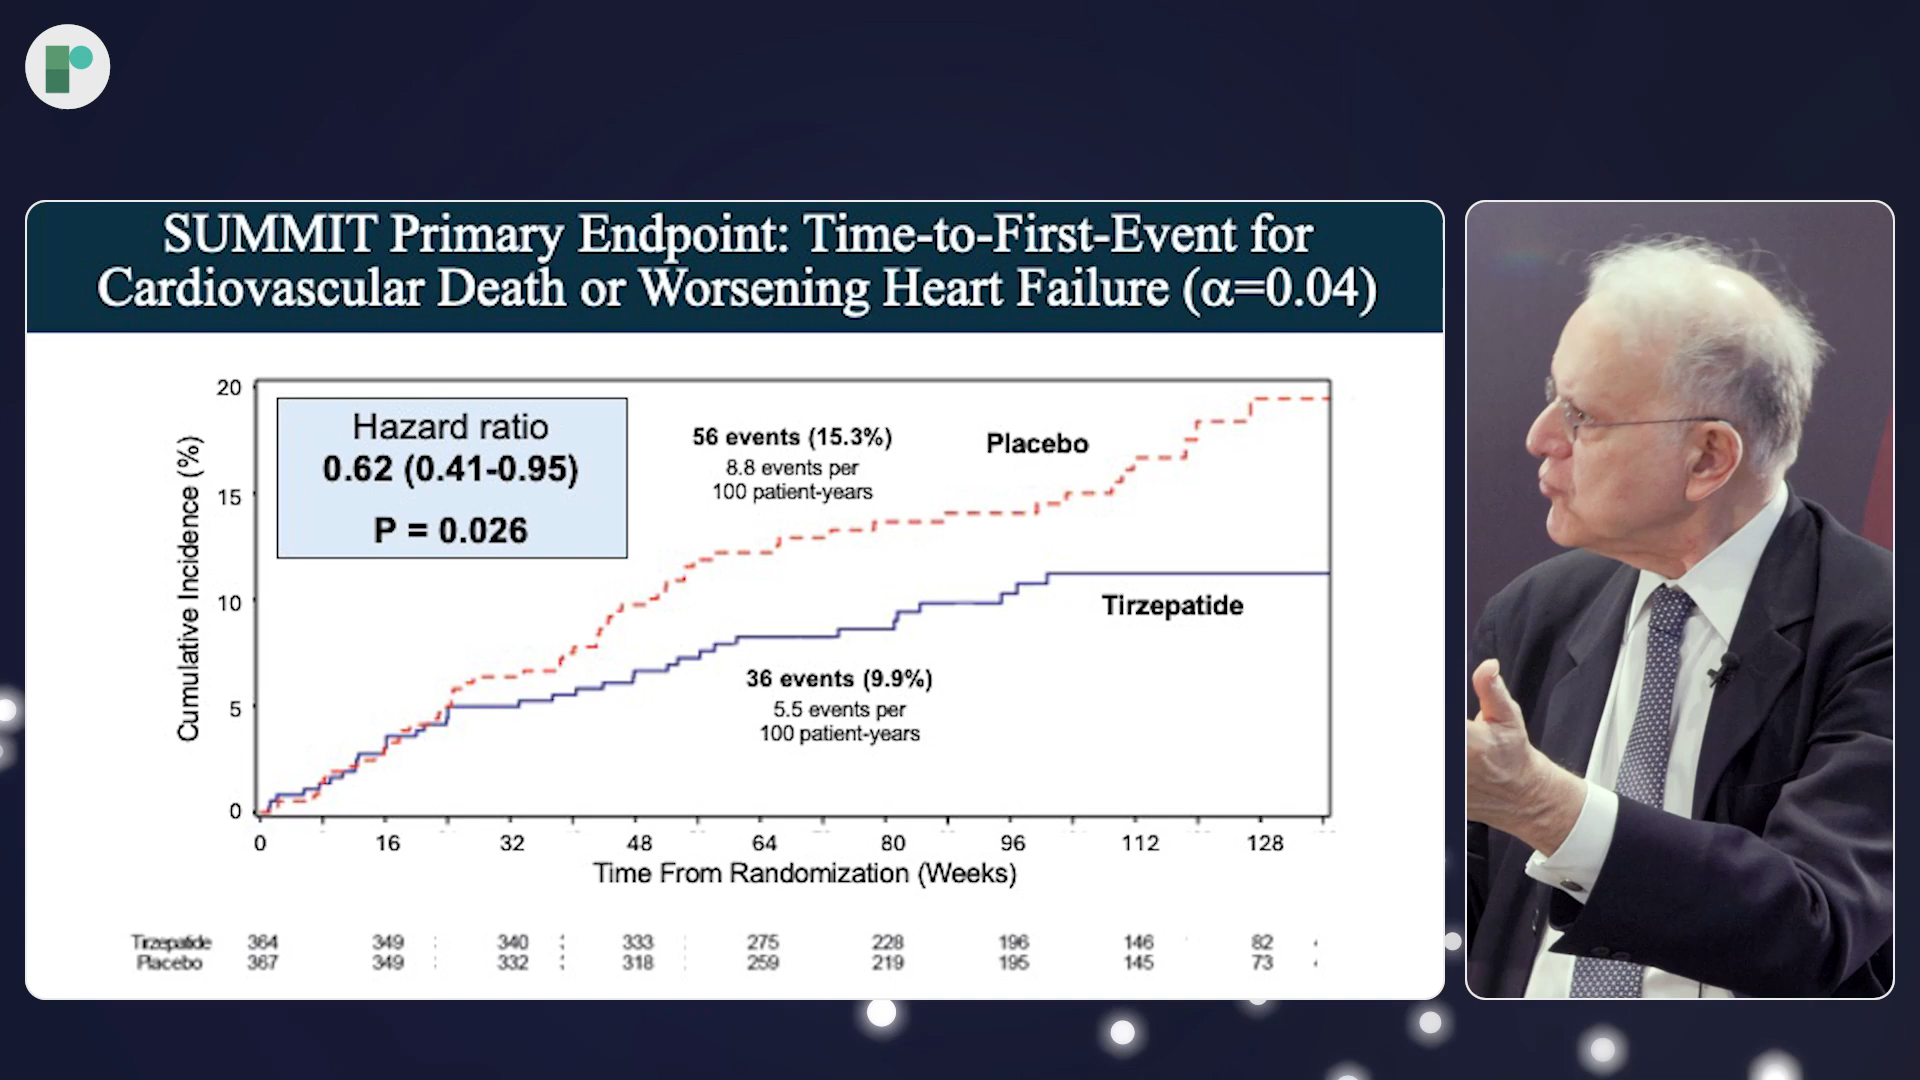 SUMMIT Primary Endpoint: Time-to-First-Event for
Cardiovascular Death or Worsening Heart Failure (α=0.04)
Cumulative Incidence (%)
20
15
10
5
0
Hazard ratio
0.62 (0.41-0.95)
P = 0.026
56 events (15.3%)
8.8 events per
100 patient-years
Placebo
Tirzepatide
36 events (9.9%)
5.5 events per
100 patient-years
0 16 32 48 64 80 96 112 128
Time From Randomization (Weeks)
Tirzepatide 364 349 340 333 275 228 196 146 82
Placebo 367 349 332 318 259 219 195 145 73